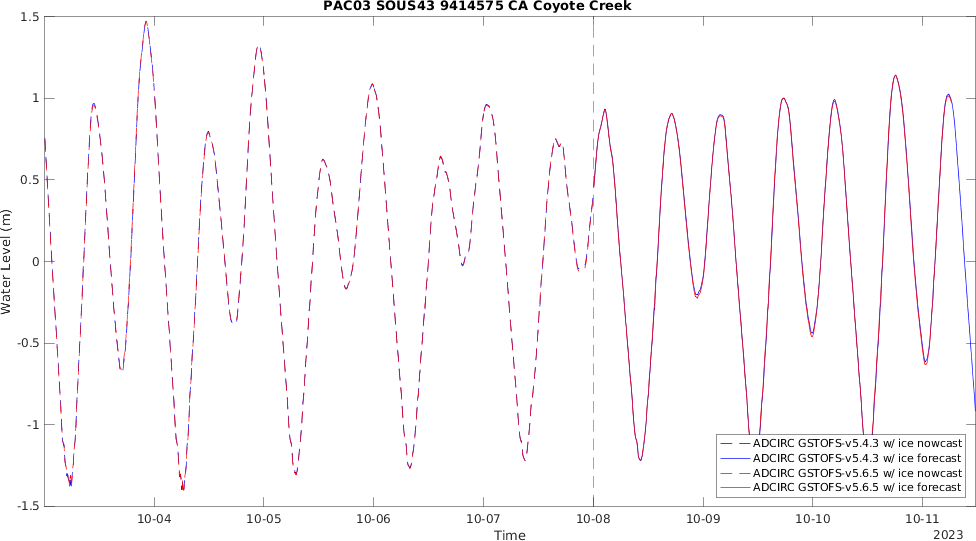 PAC03 SOUS43 9414575 CA Coyote Creek
1.5
1
0.5
0
-0.5
-1
-1.5
Water Level (m)
ADCIRC GSTOFS-v5.4.3 w/ ice nowcast
ADCIRC GSTOFS-v5.4.3 w/ ice forecast
ADCIRC GSTOFS-v5.6.5 w/ ice nowcast
ADCIRC GSTOFS-v5.6.5 w/ ice forecast
10-04 10-05 10-06 10-07 10-08 10-09 10-10 10-11
Time
2023